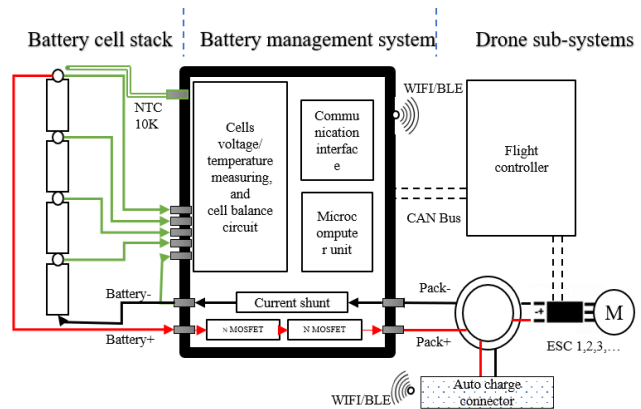 Battery cell stack
Battery management system
Drone sub-systems
NTC
10K
Cells
voltage/
temperature
measuring,
and
cell balance
circuit
Commu
nication
interfac
e
Microc
ompute
r unit
WIFI/BLE
Flight
controller
CAN Bus
Battery-
Current shunt
Pack-
Battery+
N MOSFET
N MOSFET
Pack+
-+
M
ESC 1,2,3,…
WIFI/BLE
Auto charge
connector